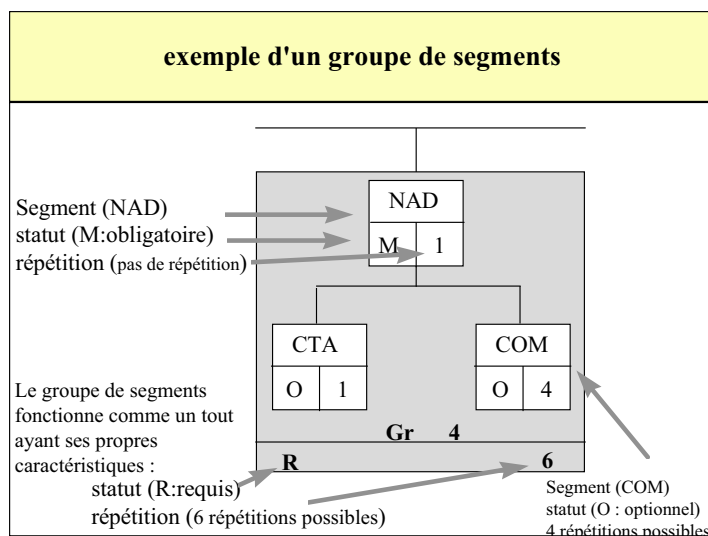 exemple d'un groupe de segments
NAD
M 1
Segment (NAD)
statut (M:obligatoire)
répétition (pas de répétition)
CTA
O 1
COM
O 4
Gr 4
R 6
Le groupe de segments
fonctionne comme un tout
ayant ses propres
caractéristiques :
statut (R:requis)
répétition (6 répétitions possibles)
Segment (COM)
statut (O : optionnel)
4 répétitions possibles